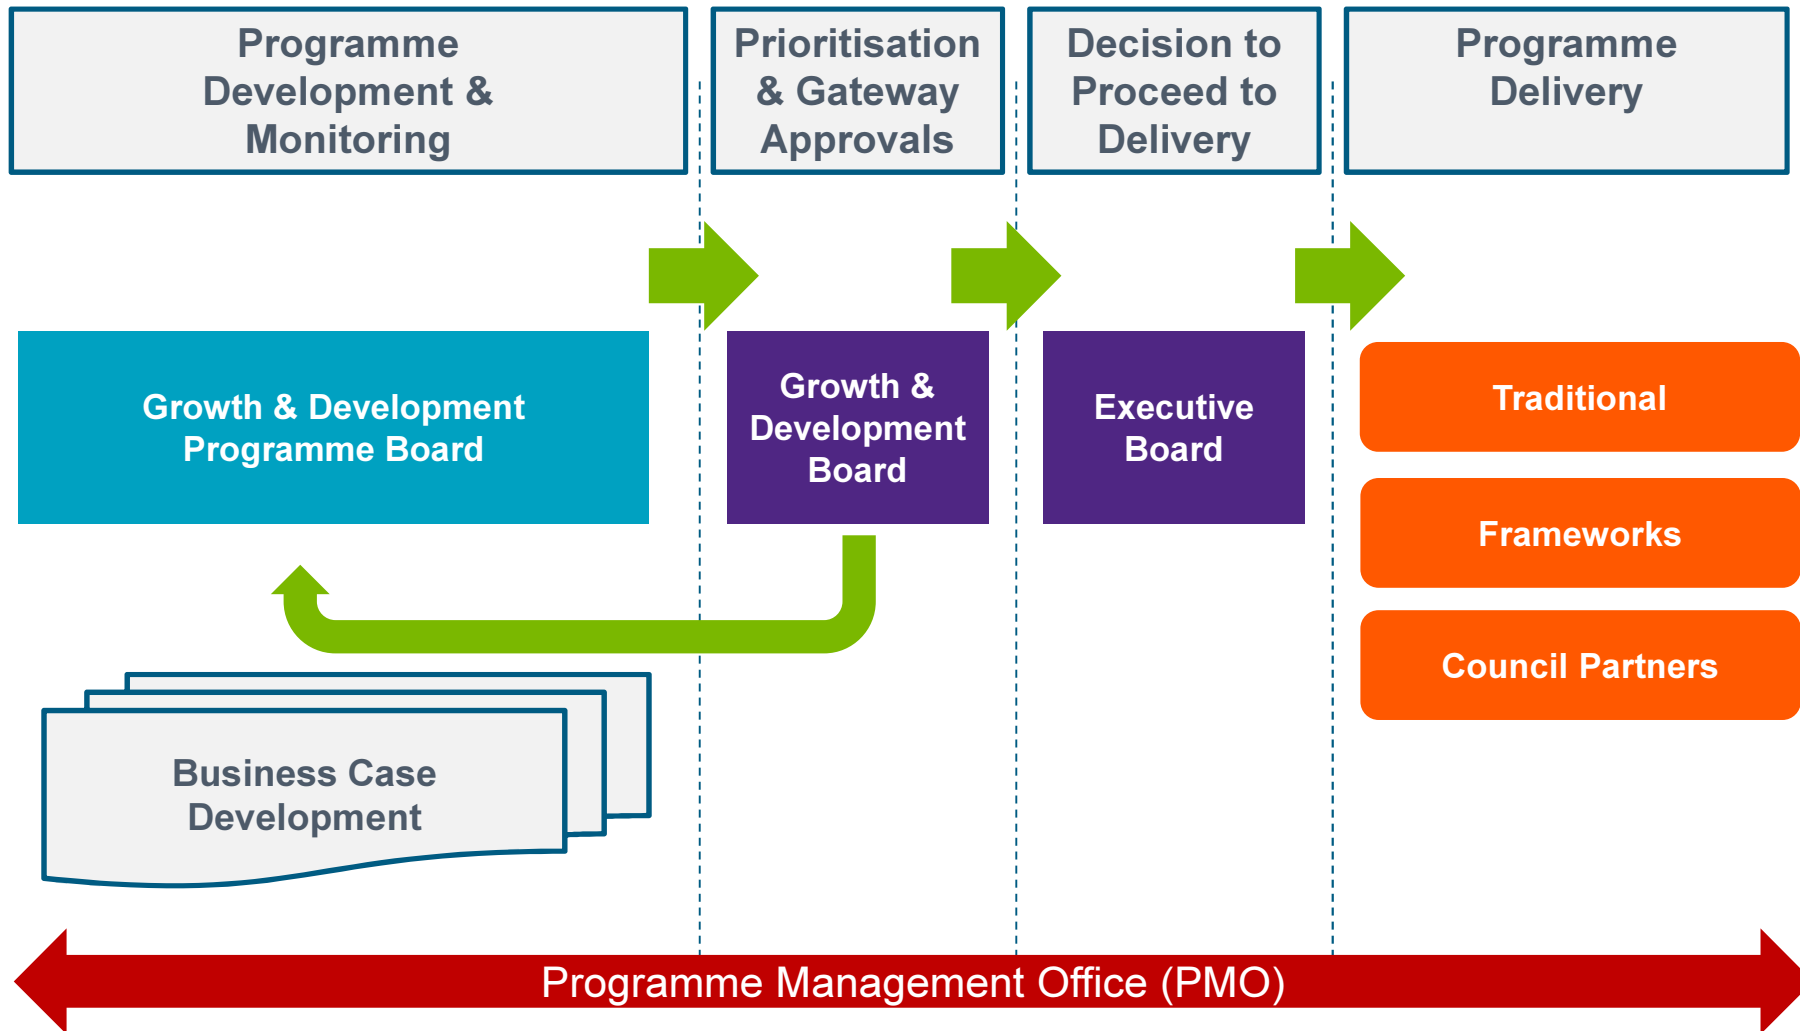 Programme
Development &
Monitoring
Prioritisation
& Gateway
Approvals
Decision to
Proceed to
Delivery
Programme
Delivery
Growth & Development
Programme Board
Growth &
Development
Board
Executive
Board
Traditional
Frameworks
Council Partners
Business Case
Development
Programme Management Office (PMO)